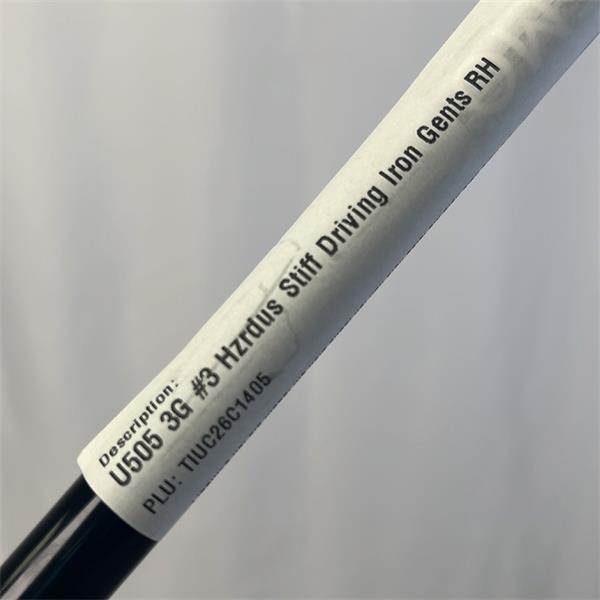 Description:
U505 3G #3 Hzrdus Stiff Driving Iron Gents RH
PLU: TIUC26C1405